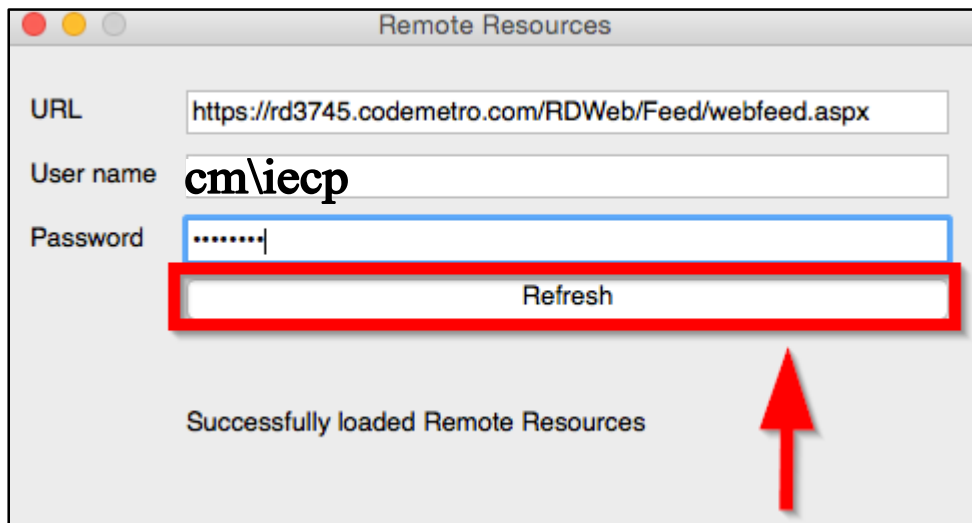 Remote Resources
URL https://rd3745.codemetro.com/RDWeb/Feed/webfeed.aspx
User name cm\iecp
Password ••••••••
Refresh
Successfully loaded Remote Resources